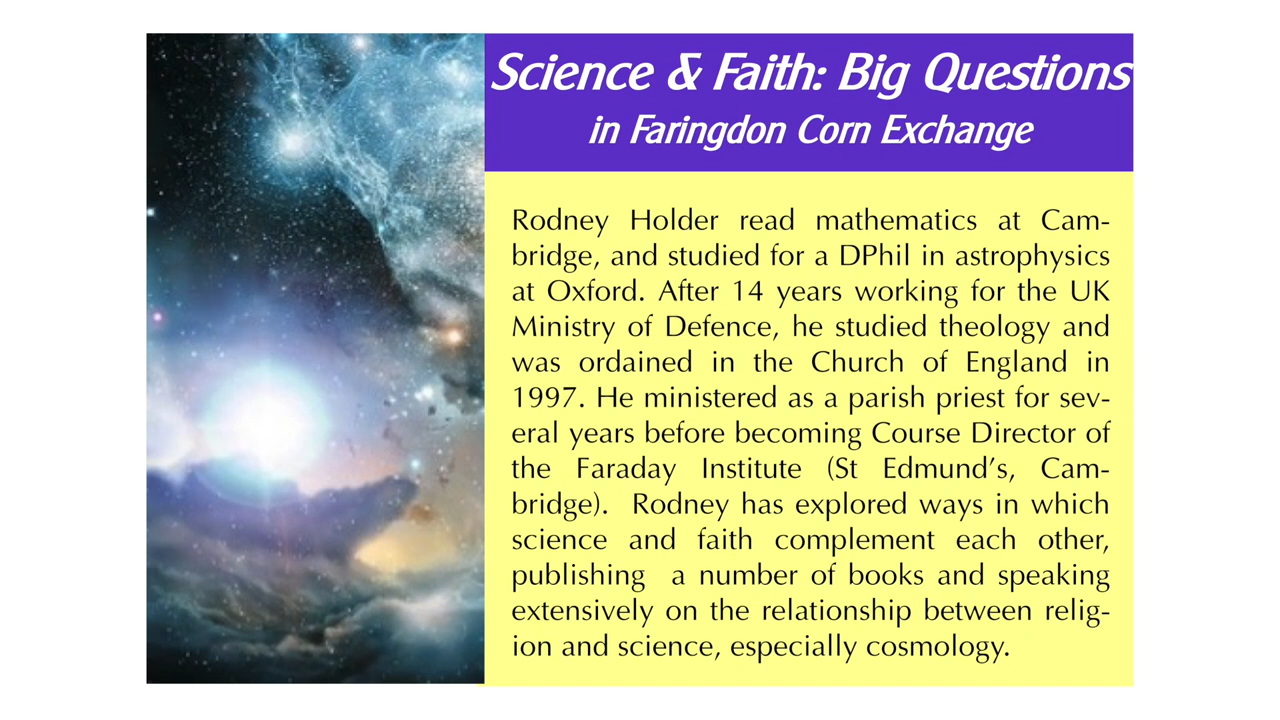 Science & Faith: Big Questions
in Faringdon Corn Exchange
Rodney Holder read mathematics at Cam-
bridge, and studied for a DPhil in astrophysics
at Oxford. After 14 years working for the UK
Ministry of Defence, he studied theology and
was ordained in the Church of England in
1997. He ministered as a parish priest for sev-
eral years before becoming Course Director of
the Faraday Institute (St Edmund’s, Cam-
bridge).  Rodney has explored ways in which
science and faith complement each other,
publishing  a number of books and speaking
extensively on the relationship between relig-
ion and science, especially cosmology.